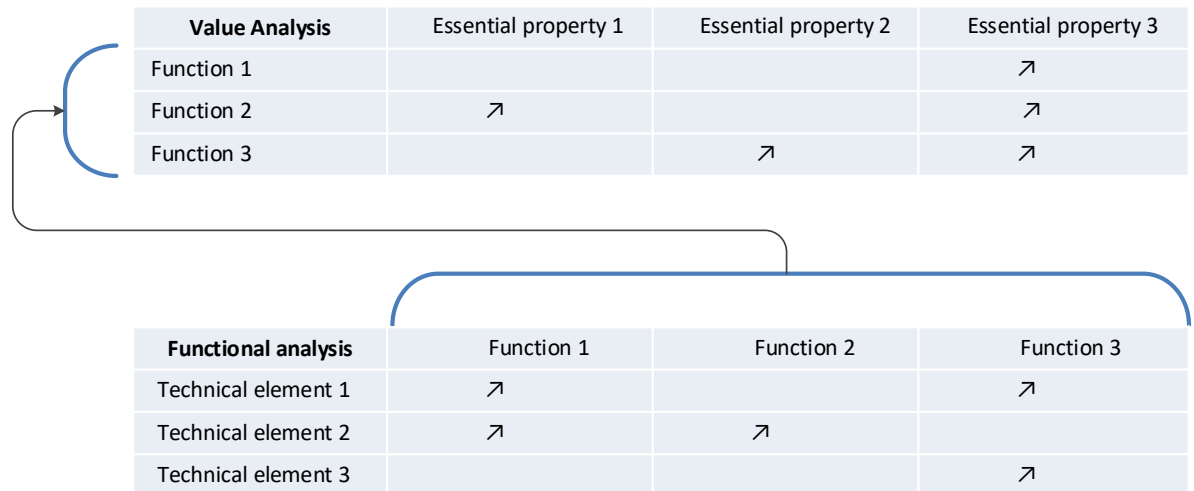 Value Analysis Essential property 1 Essential property 2 Essential property 3
Function 1 ↗
Function 2 ↗ ↗
Function 3 ↗ ↗
Functional analysis Function 1 Function 2 Function 3
Technical element 1 ↗ ↗
Technical element 2 ↗ ↗
Technical element 3 ↗